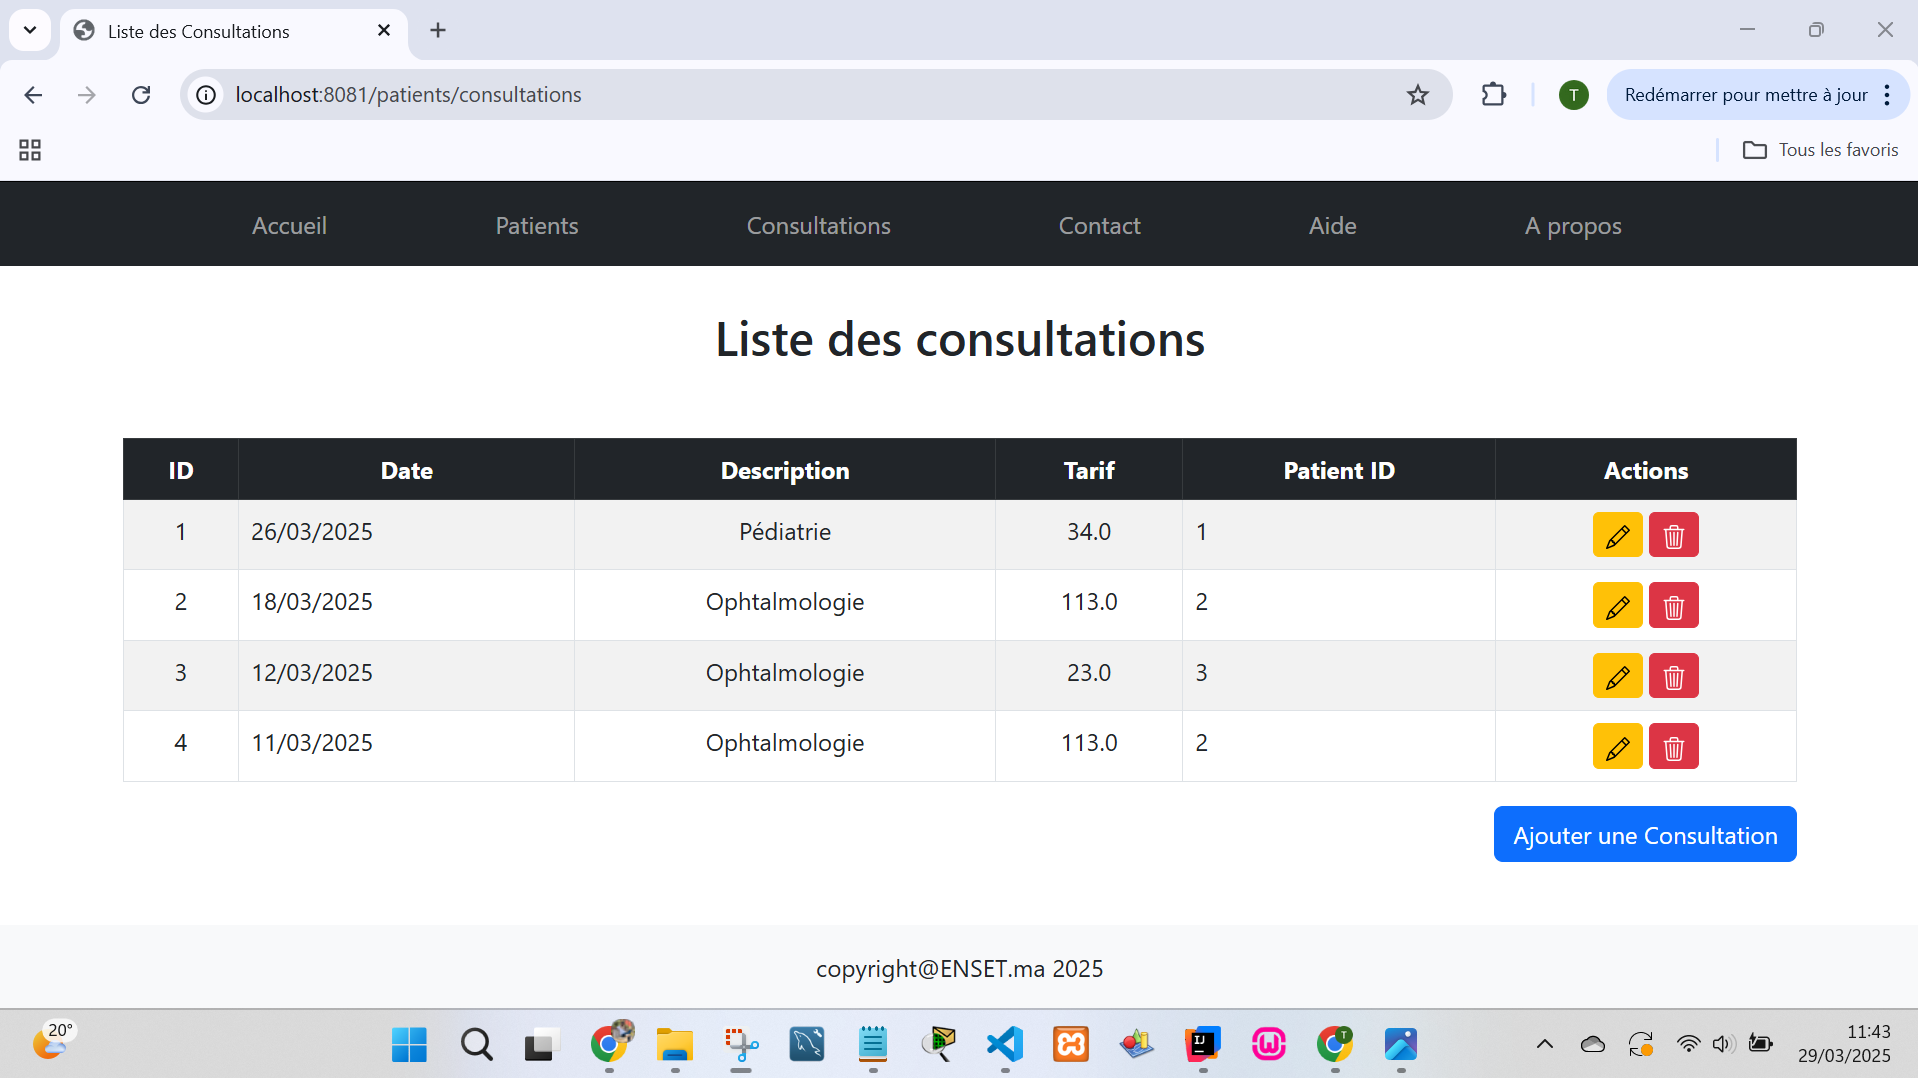 Liste des Consultations
localhost:8081/patients/consultations
T
Redémarrer pour mettre à jour
Tous les favoris
Accueil Patients Consultations Contact Aide A propos
Liste des consultations
ID Date Description Tarif Patient ID Actions
1 26/03/2025 Pédiatrie 34.0 1
2 18/03/2025 Ophtalmologie 113.0 2
3 12/03/2025 Ophtalmologie 23.0 3
4 11/03/2025 Ophtalmologie 113.0 2
Ajouter une Consultation
copyright@ENSET.ma 2025
20°
IJ
T
11:43
29/03/2025